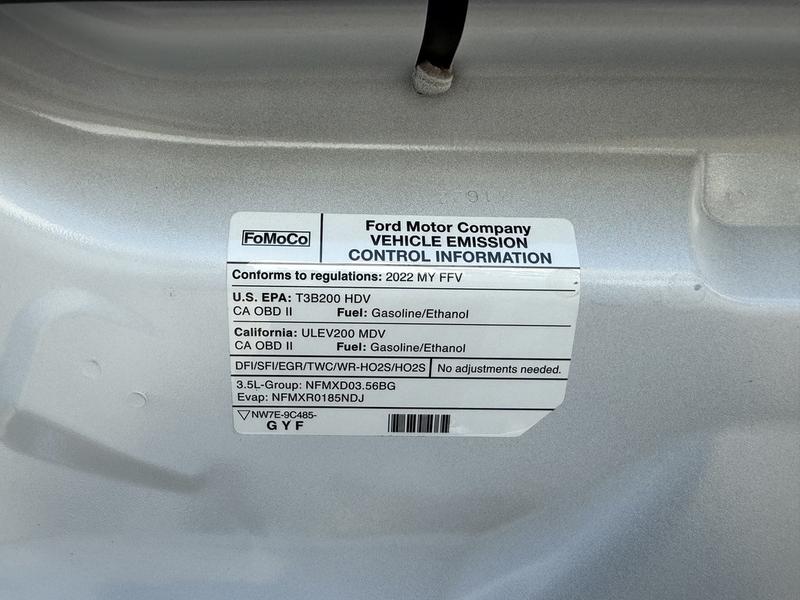 FoMoCo
Ford Motor Company
VEHICLE EMISSION
CONTROL INFORMATION
Conforms to regulations: 2022 MY FFV
U.S. EPA: T3B200 HDV
CA OBD II Fuel: Gasoline/Ethanol
California: ULEV200 MDV
CA OBD II Fuel: Gasoline/Ethanol
DFI/SFI/EGR/TWC/WR-HO2S/HO2S No adjustments needed.
3.5L-Group: NFMXD03.56BG
Evap: NFMXR0185NDJ
NW7E-9C485-
G Y F